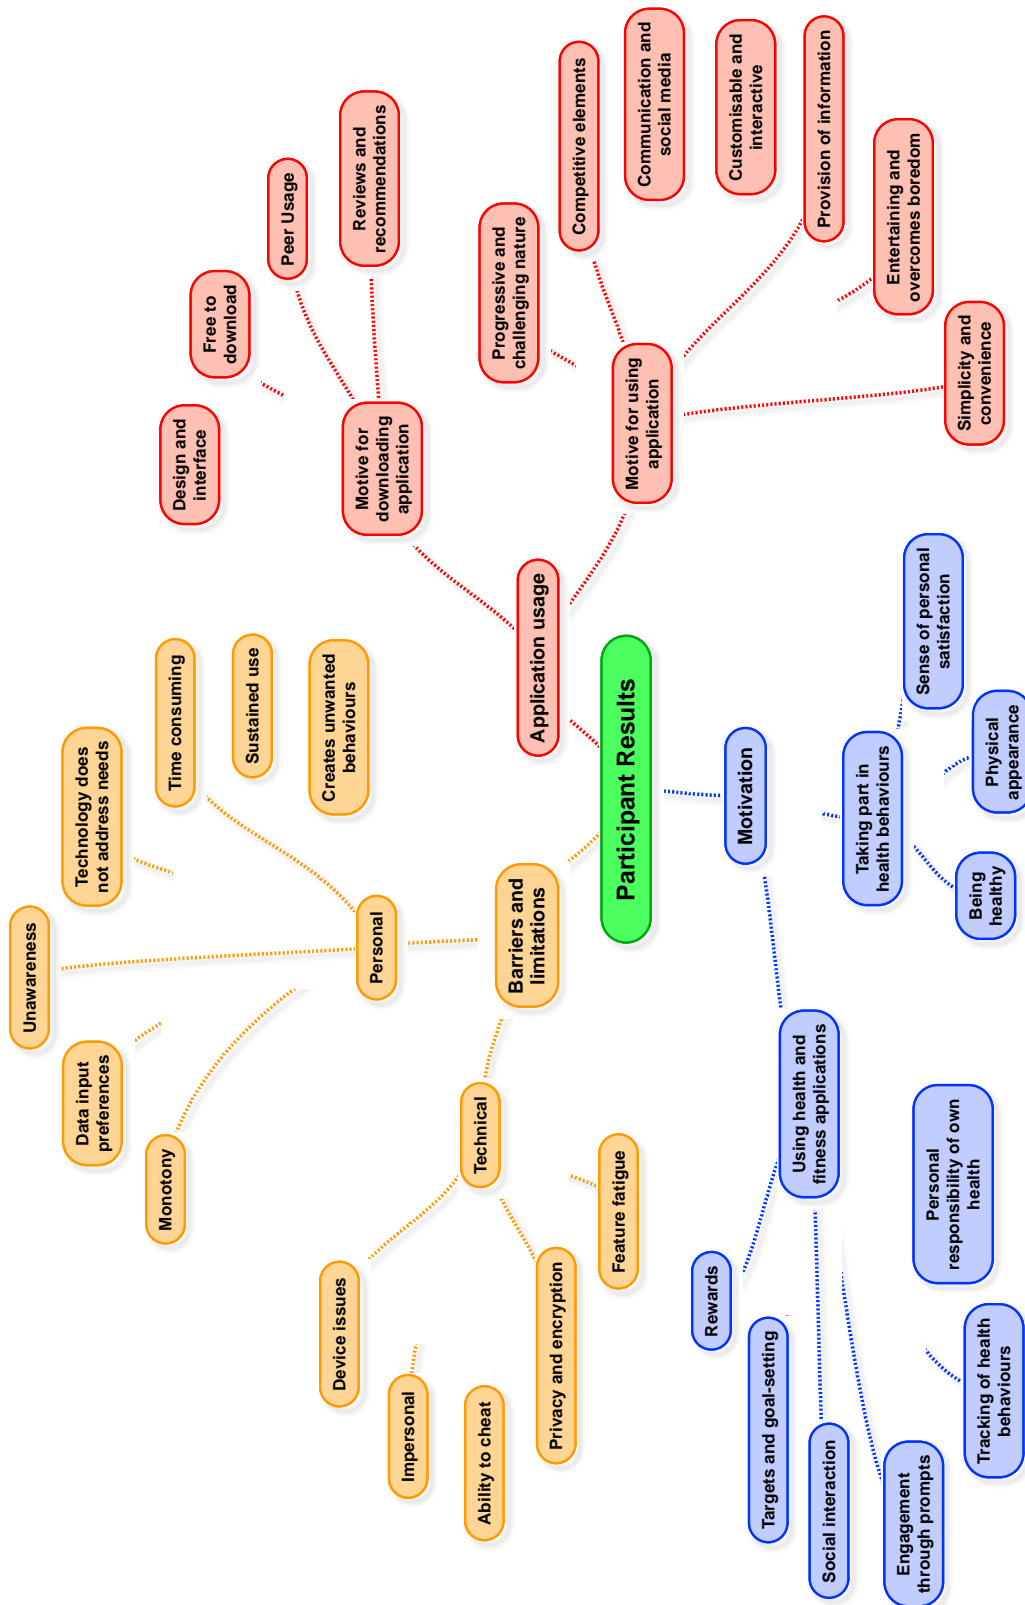 Participant Results
Application usage
Motive for
downloading
application
Design and
interface
Free to
download
Peer Usage
Reviews and
recommendations
Motive for using
application
Progressive and
challenging nature
Competitive elements
Communication and
social media
Customisable and
interactive
Provision of information
Entertaining and
overcomes boredom
Simplicity and
convenience
Barriers and
limitations
Personal
Monotony
Data input
preferences
Unawareness
Technology does
not address needs
Time consuming
Sustained use
Creates unwanted
behaviours
Technical
Device issues
Impersonal
Ability to cheat
Privacy and encryption
Feature fatigue
Motivation
Taking part in
health behaviours
Sense of personal
satisfaction
Physical
appearance
Being
healthy
Using health and
fitness applications
Rewards
Targets and goal-setting
Social interaction
Engagement
through prompts
Tracking of health
behaviours
Personal
responsibility of own
health